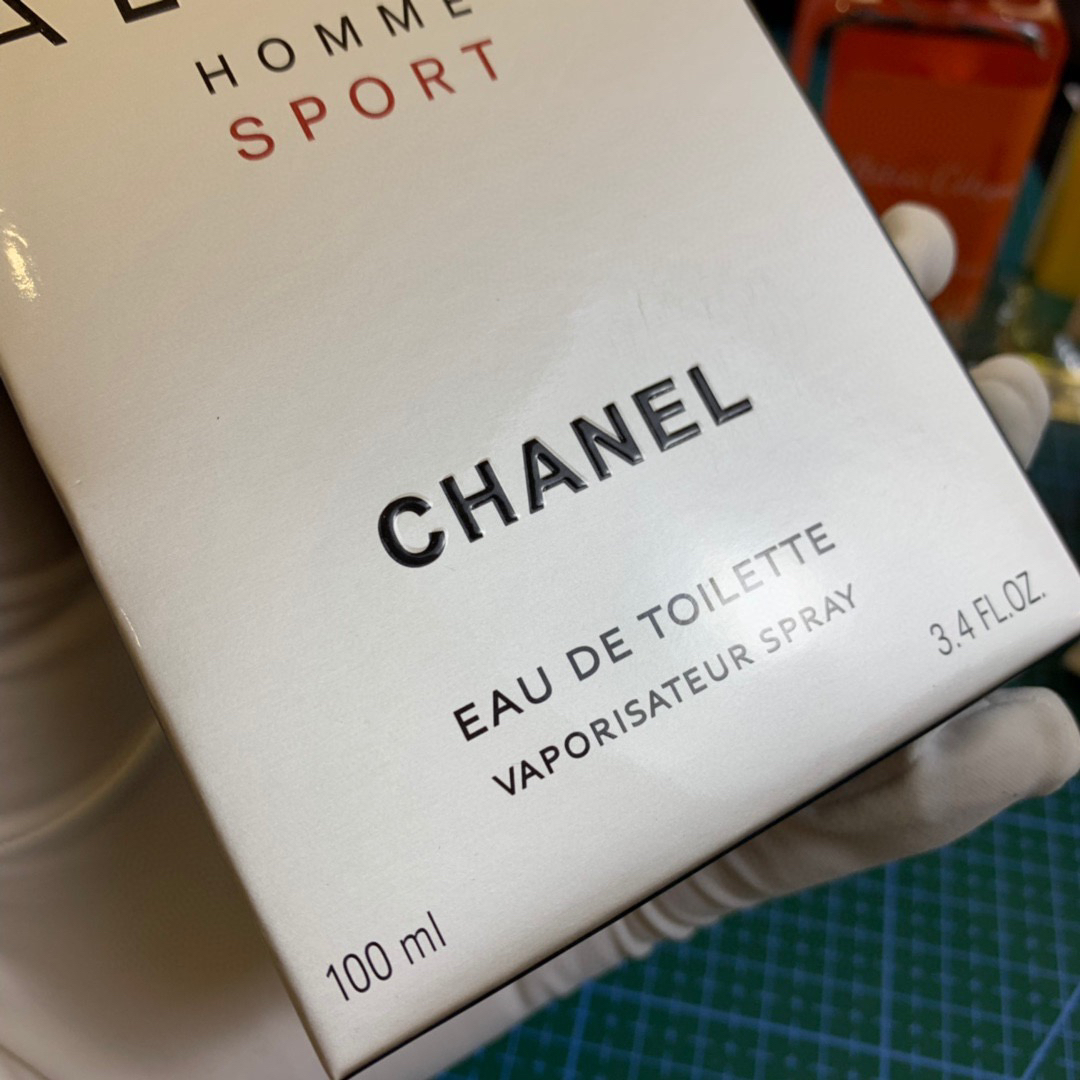 HOMME
SPORT
CHANEL
EAU DE TOILETTE
VAPORISATEUR SPRAY
3.4 FL.OZ.
100 ml